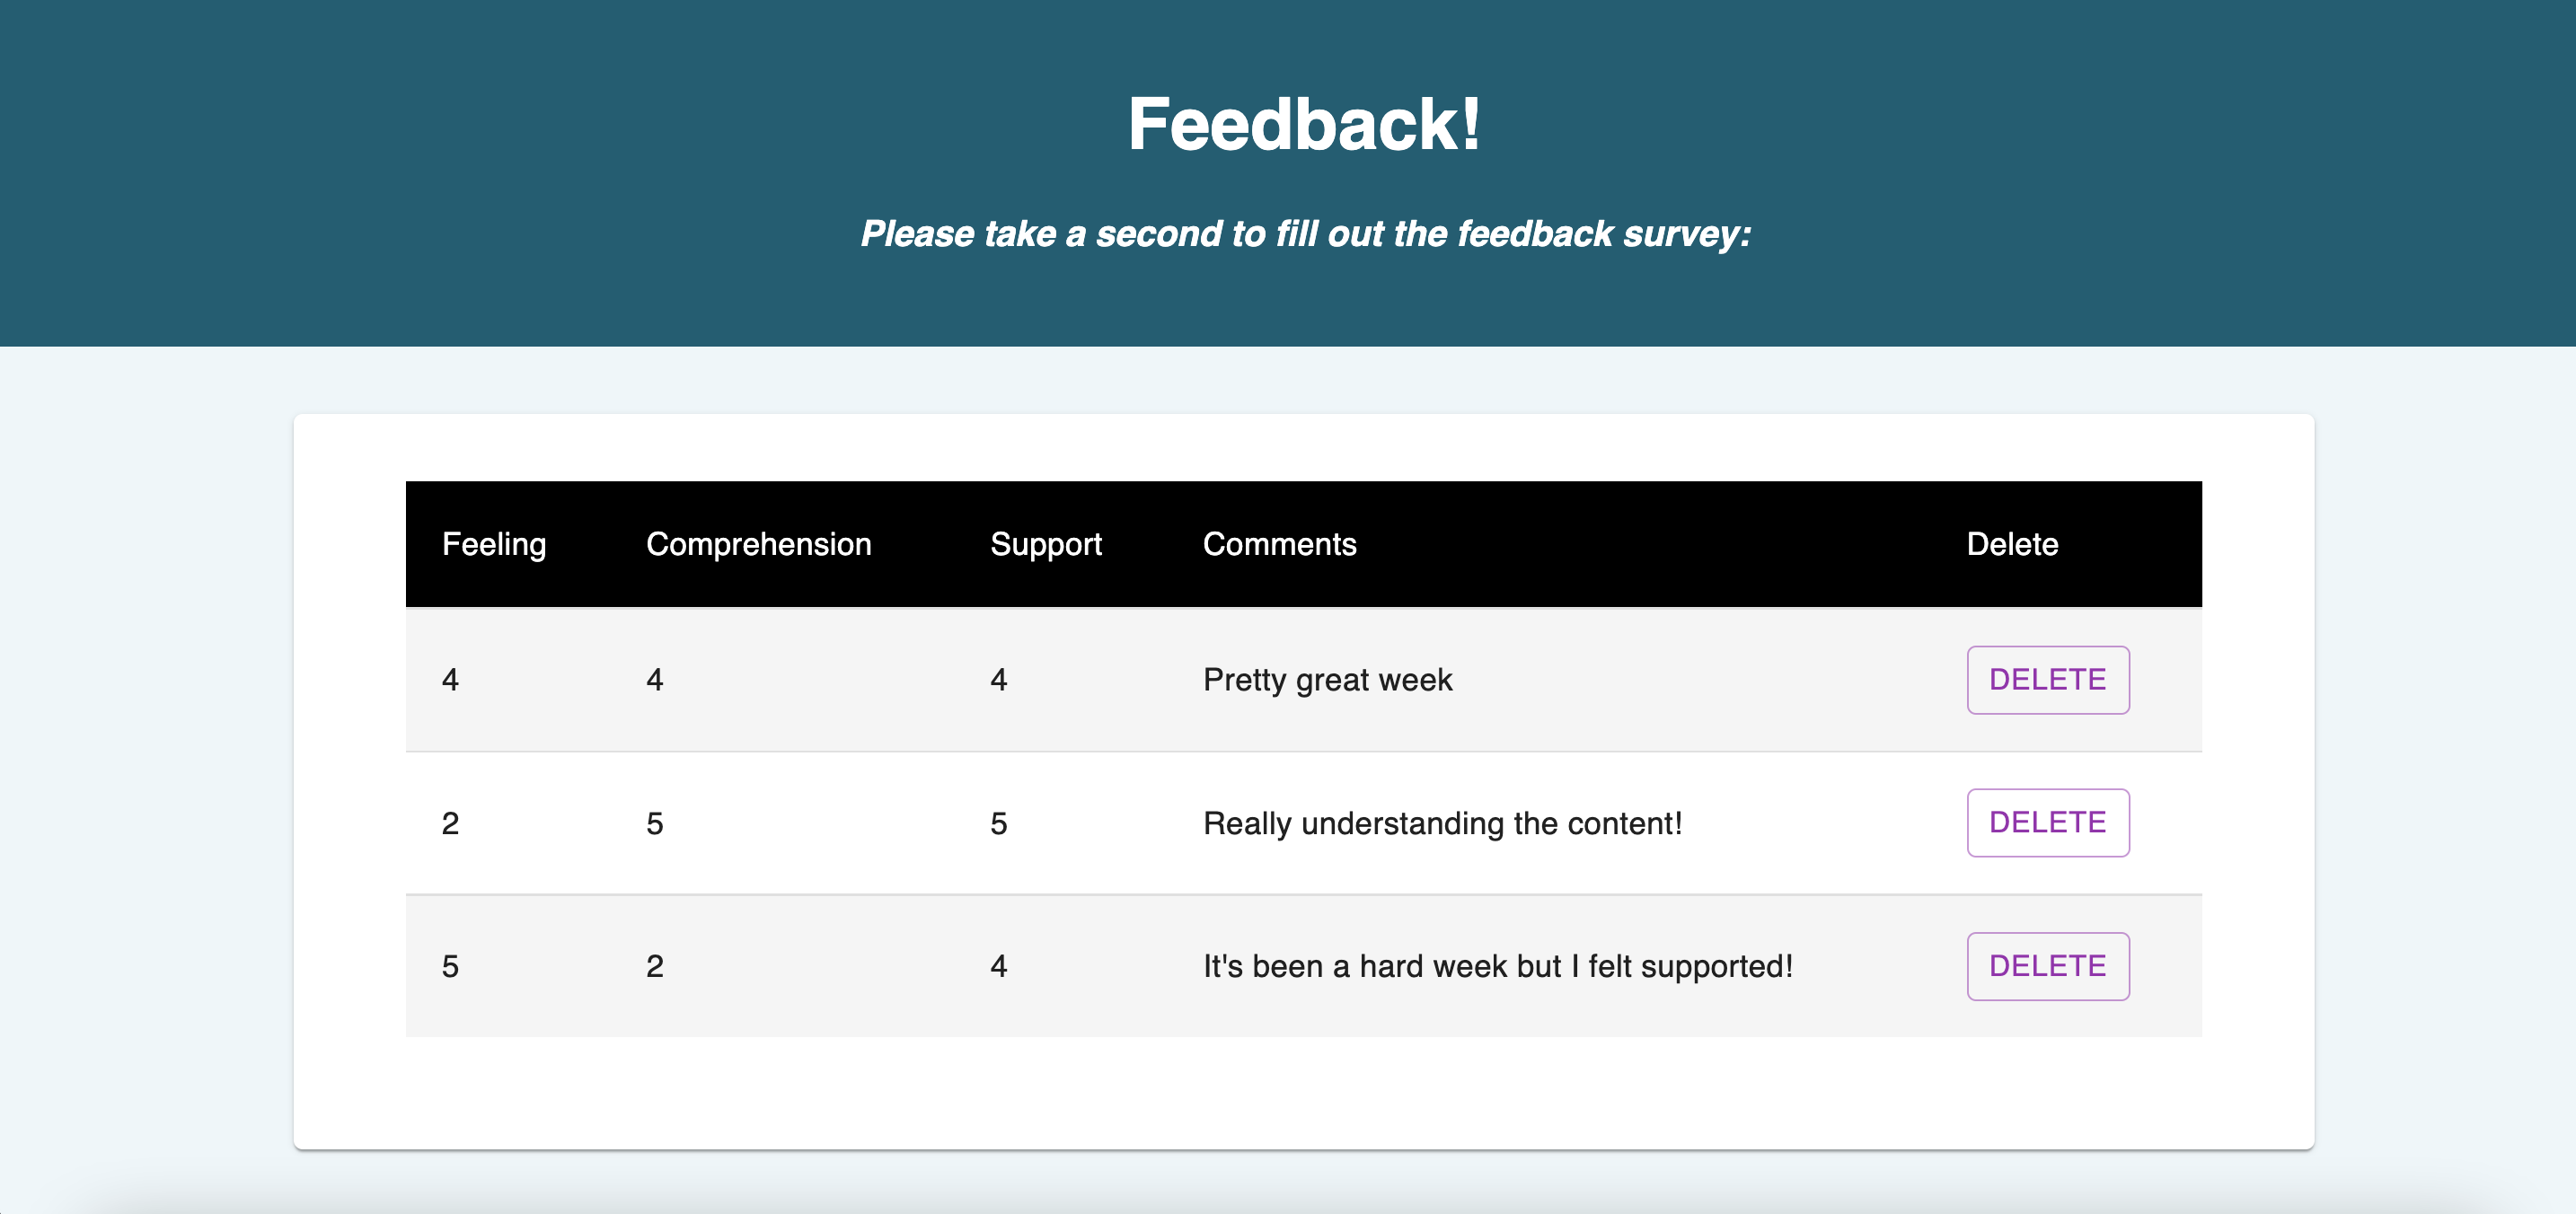 Feedback!
Please take a second to fill out the feedback survey:
Feeling Comprehension Support Comments Delete
4 4 4 Pretty great week DELETE
2 5 5 Really understanding the content! DELETE
5 2 4 It's been a hard week but I felt supported! DELETE